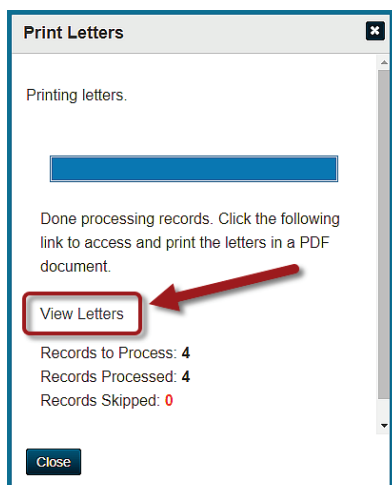 Print Letters
Printing letters.
Done processing records. Click the following
link to access and print the letters in a PDF
document.
View Letters
Records to Process: 4
Records Processed: 4
Records Skipped: 0
Close